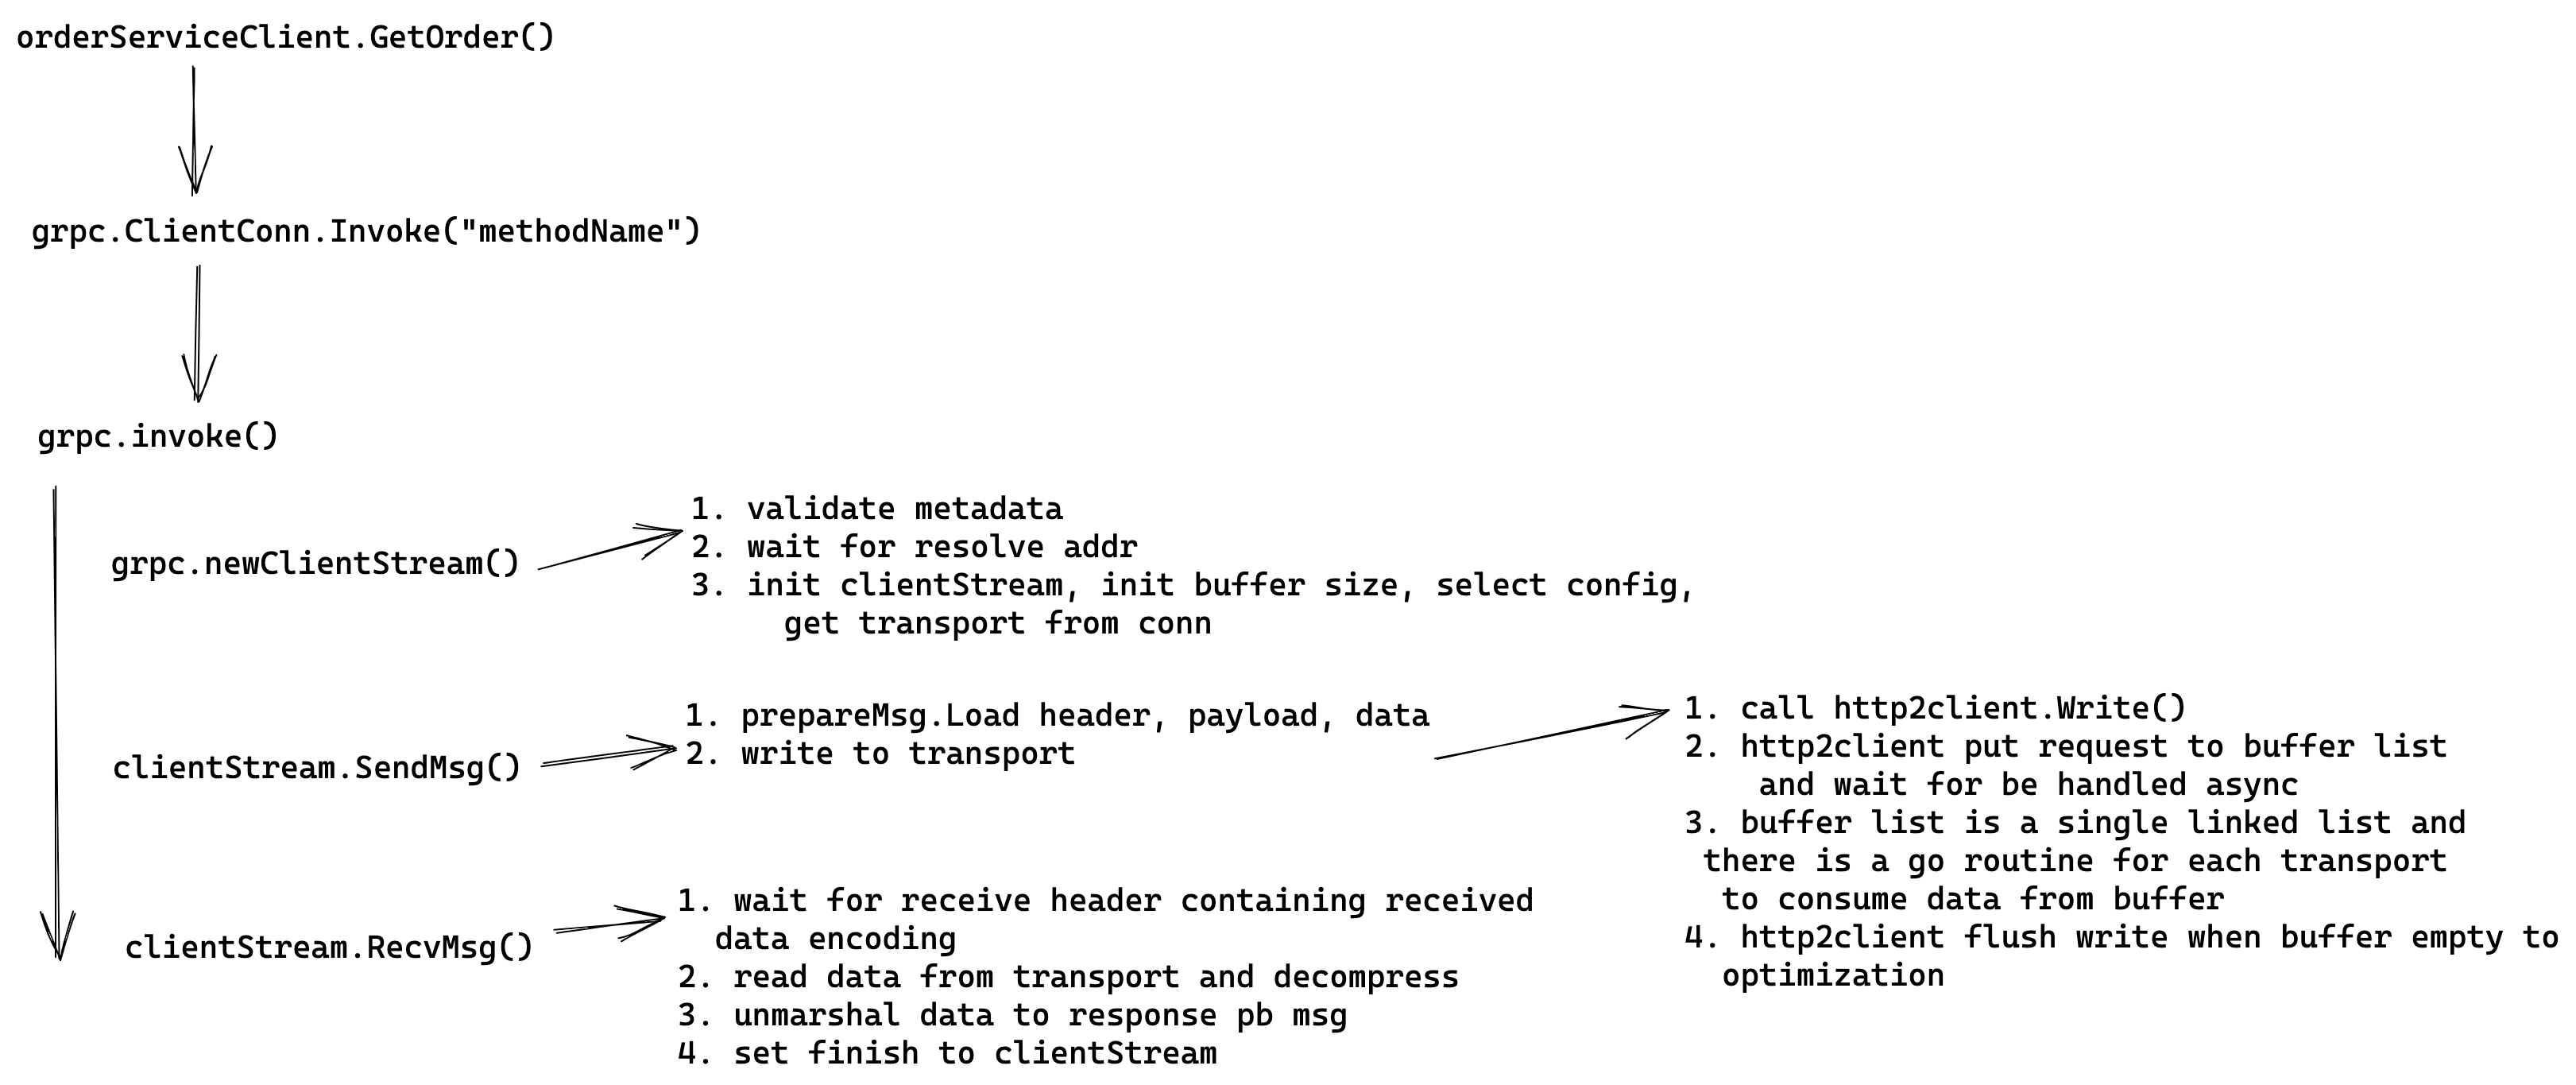 orderServiceClient.GetOrder()
grpc.ClientConn.Invoke("methodName")
grpc.invoke()
grpc.newClientStream()
1. validate metadata
2. wait for resolve addr
3. init clientStream, init buffer size, select config,
get transport from conn
clientStream.SendMsg()
1. prepareMsg.Load header, payload, data
2. write to transport
1. call http2client.Write()
2. http2client put request to buffer list
and wait for be handled async
3. buffer list is a single linked list and
there is a go routine for each transport
to consume data from buffer
4. http2client flush write when buffer empty to
optimization
clientStream.RecvMsg()
1. wait for receive header containing received
data encoding
2. read data from transport and decompress
3. unmarshal data to response pb msg
4. set finish to clientStream